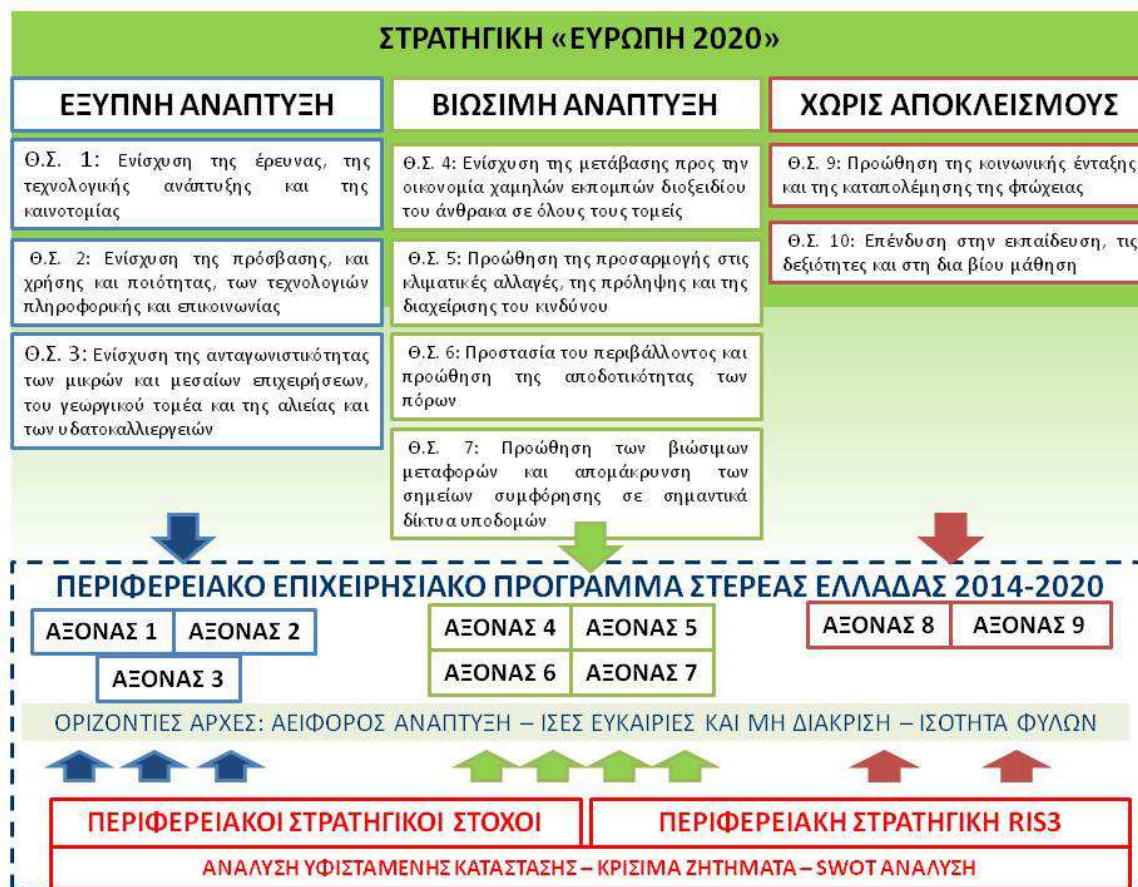 ΣΤΡΑΤΗΓΙΚΗ «ΕΥΡΩΠΗ 2020»
ΕΞΥΠΝΗ ΑΝΑΠΤΥΞΗ
Θ.Σ. 1: Ενίσχυση της έρευνας, της
τεχνολογικής ανάπτυξης και της
καινοτομίας
Θ.Σ. 2: Ενίσχυση της πρόσβασης, και
χρήσης και ποιότητας, των τεχνολογιών
πληροφορικής και επικοινωνίας
Θ.Σ. 3: Ενίσχυση της ανταγωνιστικότητας
των μικρών και μεσαίων επιχειρήσεων,
του γεωργικού τομέα και της αλιείας και
των υδατοκαλλιεργειών
ΒΙΩΣΙΜΗ ΑΝΑΠΤΥΞΗ
Θ.Σ. 4: Ενίσχυση της μετάβασης προς την
οικονομία χαμηλών εκπομπών διοξειδίου
του άνθρακα σε όλους τους τομείς
Θ.Σ. 5: Προώθηση της προσαρμογής στις
κλιματικές αλλαγές, της πρόληψης και της
διαχείρισης του κινδύνου
Θ.Σ. 6: Προστασία του περιβάλλοντος και
προώθηση της αποδοτικότητας των
πόρων
Θ.Σ. 7: Προώθηση των βιώσιμων
μεταφορών και απομάκρυνση των
σημείων συμφόρησης σε σημαντικά
δίκτυα υποδομών
ΧΩΡΙΣ ΑΠΟΚΛΕΙΣΜΟΥΣ
Θ.Σ. 9: Προώθηση της κοινωνικής ένταξης
και της καταπολέμησης της φτώχειας
Θ.Σ. 10: Επένδυση στην εκπαίδευση, τις
δεξιότητες και στη δια βίου μάθηση
ΠΕΡΙΦΕΡΕΙΑΚΟ ΕΠΙΧΕΙΡΗΣΙΑΚΟ ΠΡΟΓΡΑΜΜΑ ΣΤΕΡΕΑΣ ΕΛΛΑΔΑΣ 2014-2020
ΑΞΟΝΑΣ 1 ΑΞΟΝΑΣ 2
ΑΞΟΝΑΣ 3
ΑΞΟΝΑΣ 4 ΑΞΟΝΑΣ 5
ΑΞΟΝΑΣ 6 ΑΞΟΝΑΣ 7
ΑΞΟΝΑΣ 8 ΑΞΟΝΑΣ 9
ΟΡΙΖΟΝΤΙΕΣ ΑΡΧΕΣ: ΑΕΙΦΟΡΟΣ ΑΝΑΠΤΥΞΗ – ΙΣΕΣ ΕΥΚΑΙΡΙΕΣ ΚΑΙ ΜΗ ΔΙΑΚΡΙΣΗ – ΙΣΟΤΗΤΑ ΦΥΛΩΝ
ΠΕΡΙΦΕΡΕΙΑΚΟΙ ΣΤΡΑΤΗΓΙΚΟΙ ΣΤΟΧΟΙ
ΠΕΡΙΦΕΡΕΙΑΚΗ ΣΤΡΑΤΗΓΙΚΗ RIS3
ΑΝΑΛΥΣΗ ΥΦΙΣΤΑΜΕΝΗΣ ΚΑΤΑΣΤΑΣΗΣ – ΚΡΙΣΙΜΑ ΖΗΤΗΜΑΤΑ – SWOT ΑΝΑΛΥΣΗ